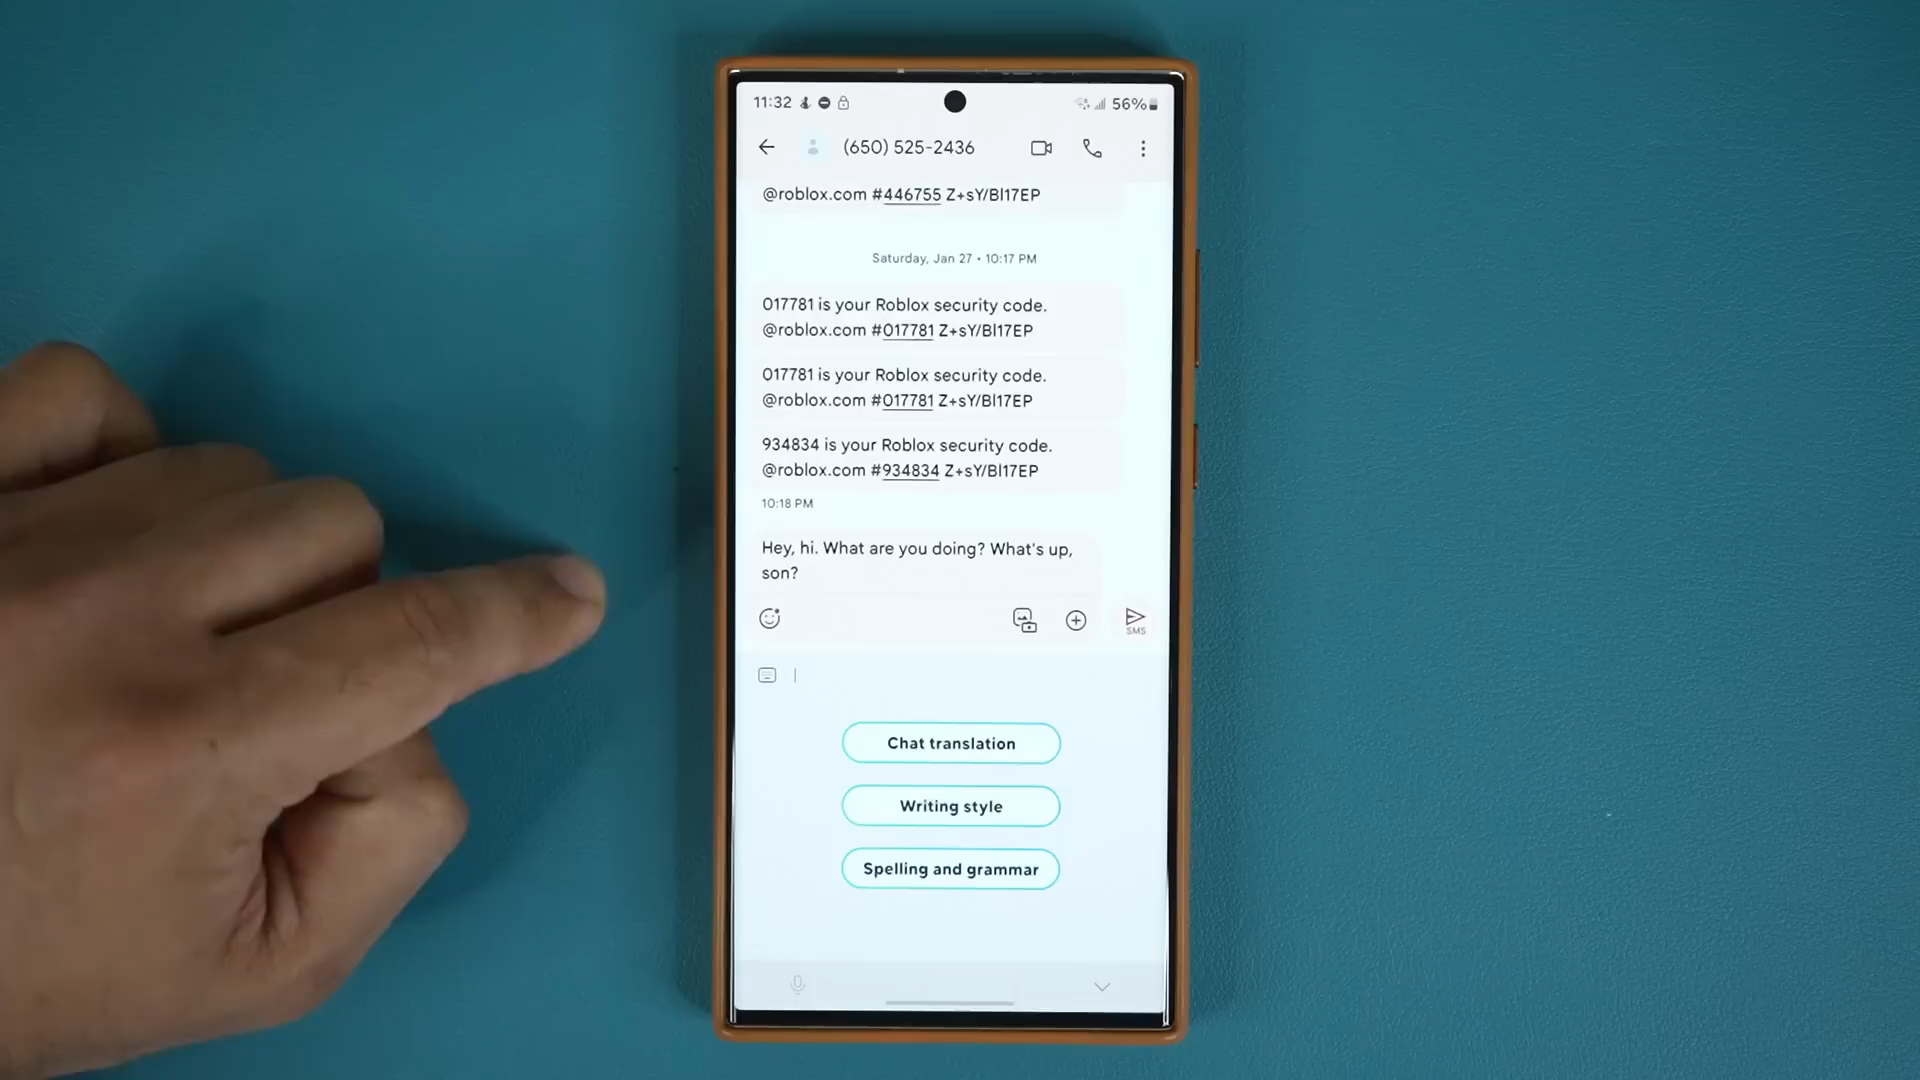 11:32
56%
(650) 525-2436
@roblox.com #446755 Z+sY/Bl17EP
Saturday, Jan 27 • 10:17 PM
017781 is your Roblox security code.
@roblox.com #017781 Z+sY/Bl17EP
017781 is your Roblox security code.
@roblox.com #017781 Z+sY/Bl17EP
934834 is your Roblox security code.
@roblox.com #934834 Z+sY/Bl17EP
10:18 PM
Hey, hi. What are you doing? What's up,
son?
SMS
Chat translation
Writing style
Spelling and grammar